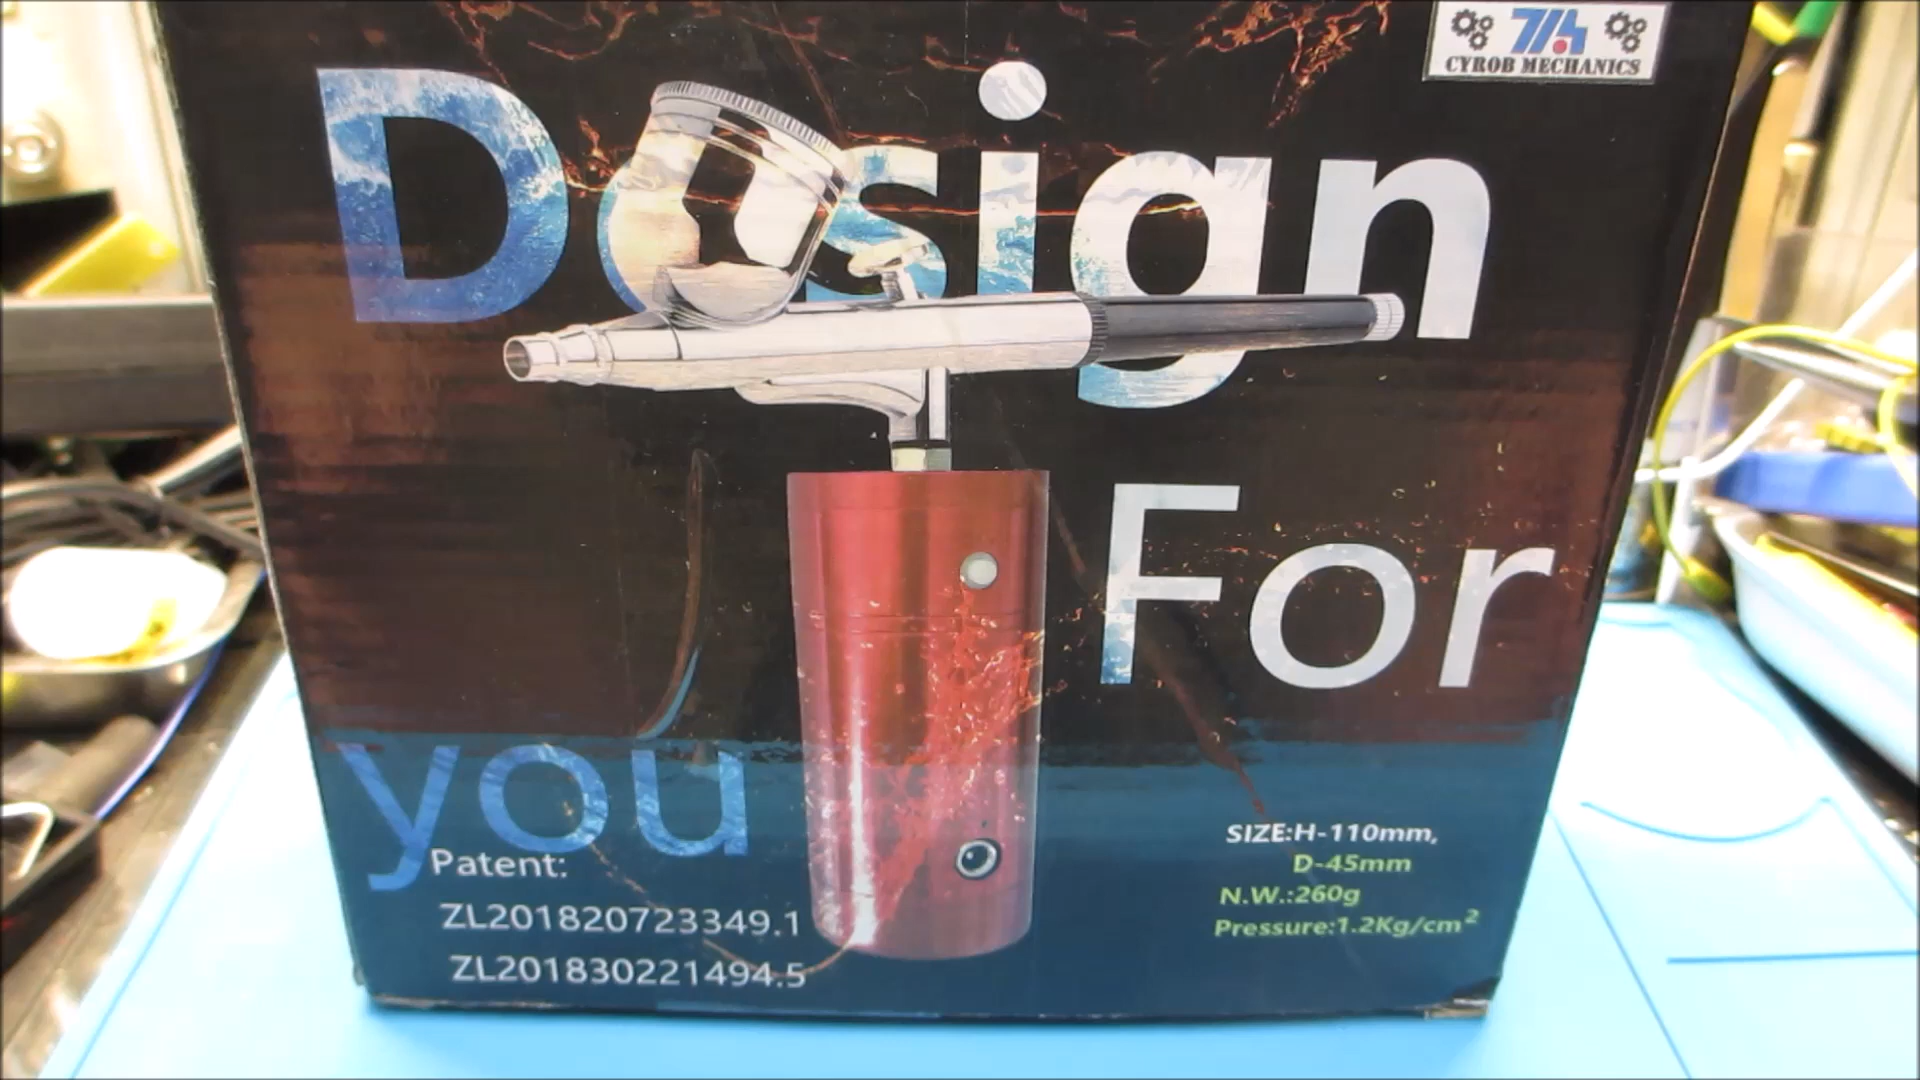 CYROB MECHANICS
Design
For
you
Patent:
ZL201820723349.1
ZL201830221494.5
SIZE:H-110mm,
D-45mm
N.W.:260g
Pressure:1.2Kg/cm²